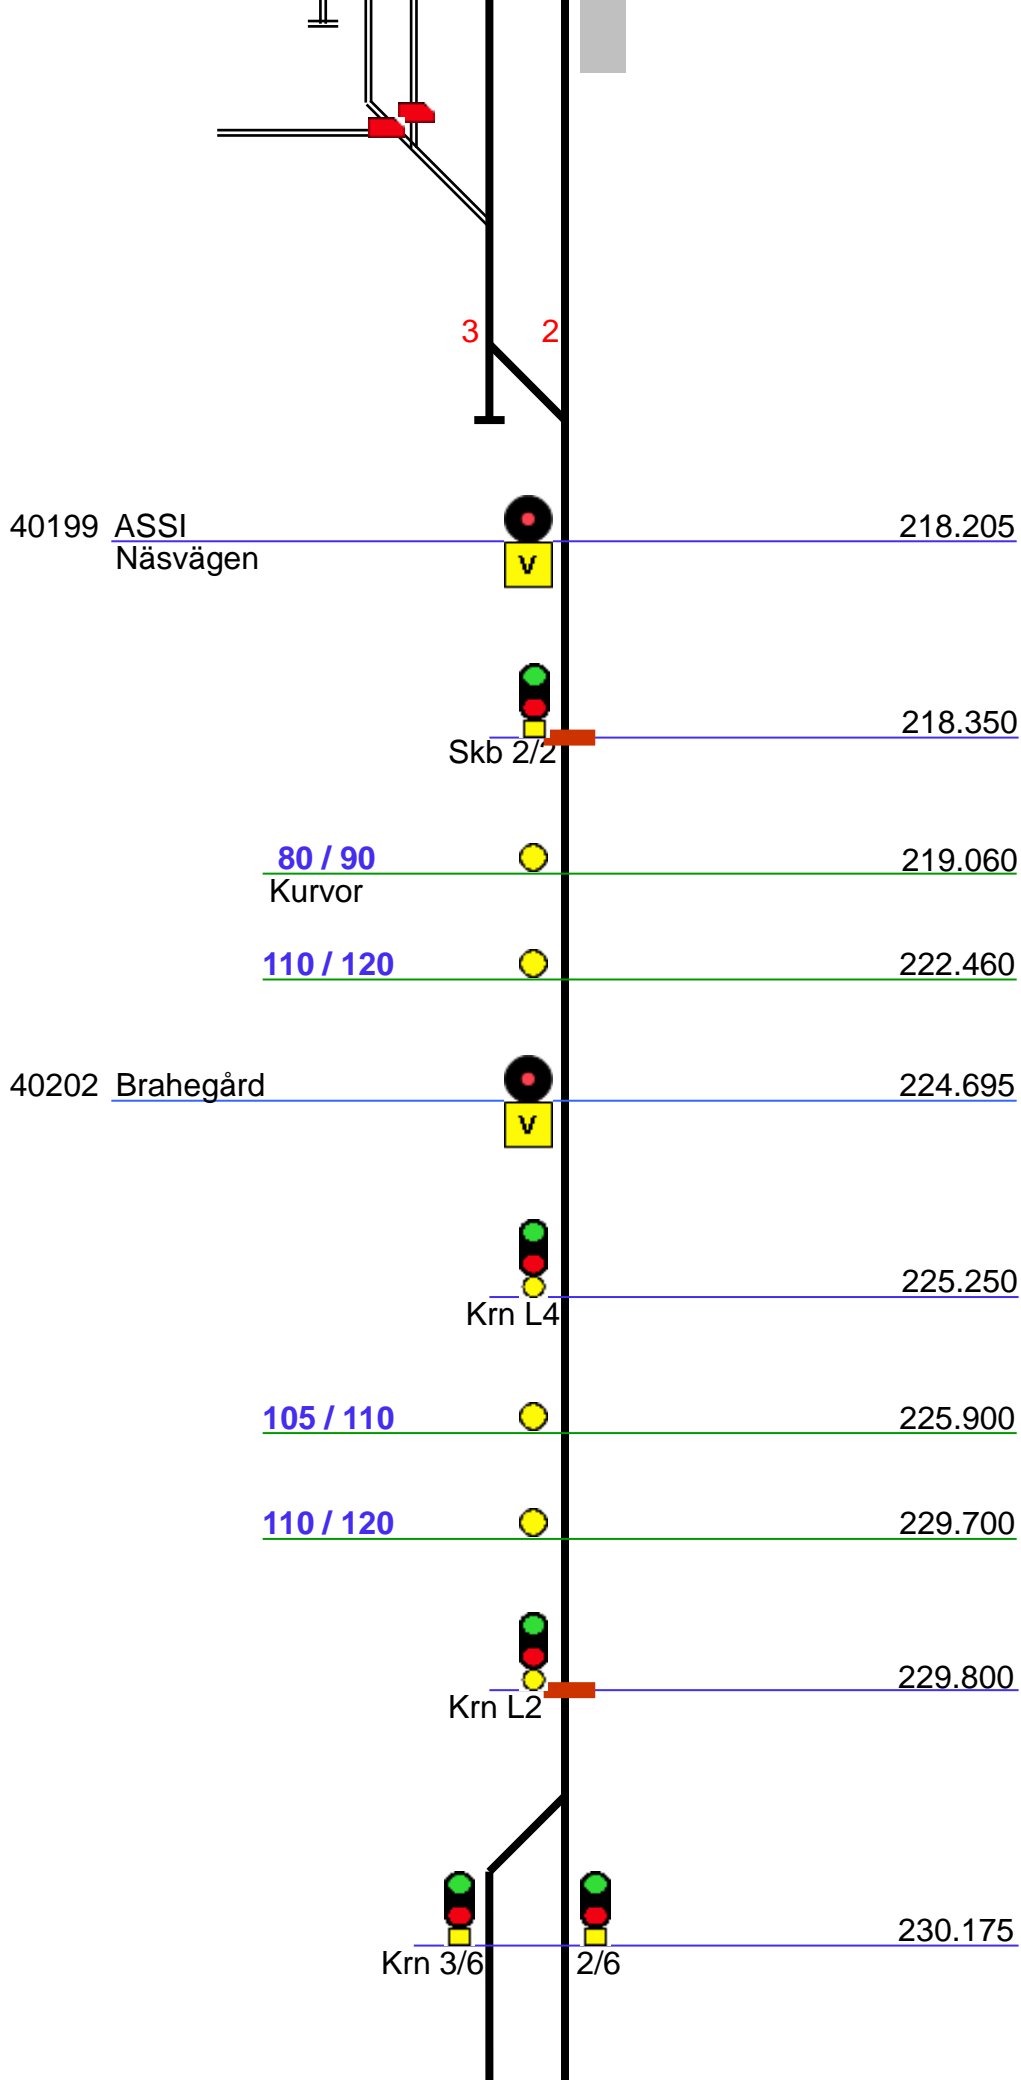 3 2
40199 ASSI 218.205
Näsvägen
V
218.350
Skb 2/2
80 / 90 219.060
Kurvor
110 / 120 222.460
40202 Brahegård 224.695
V
225.250
Krn L4
105 / 110 225.900
110 / 120 229.700
229.800
Krn L2
230.175
Krn 3/6 2/6